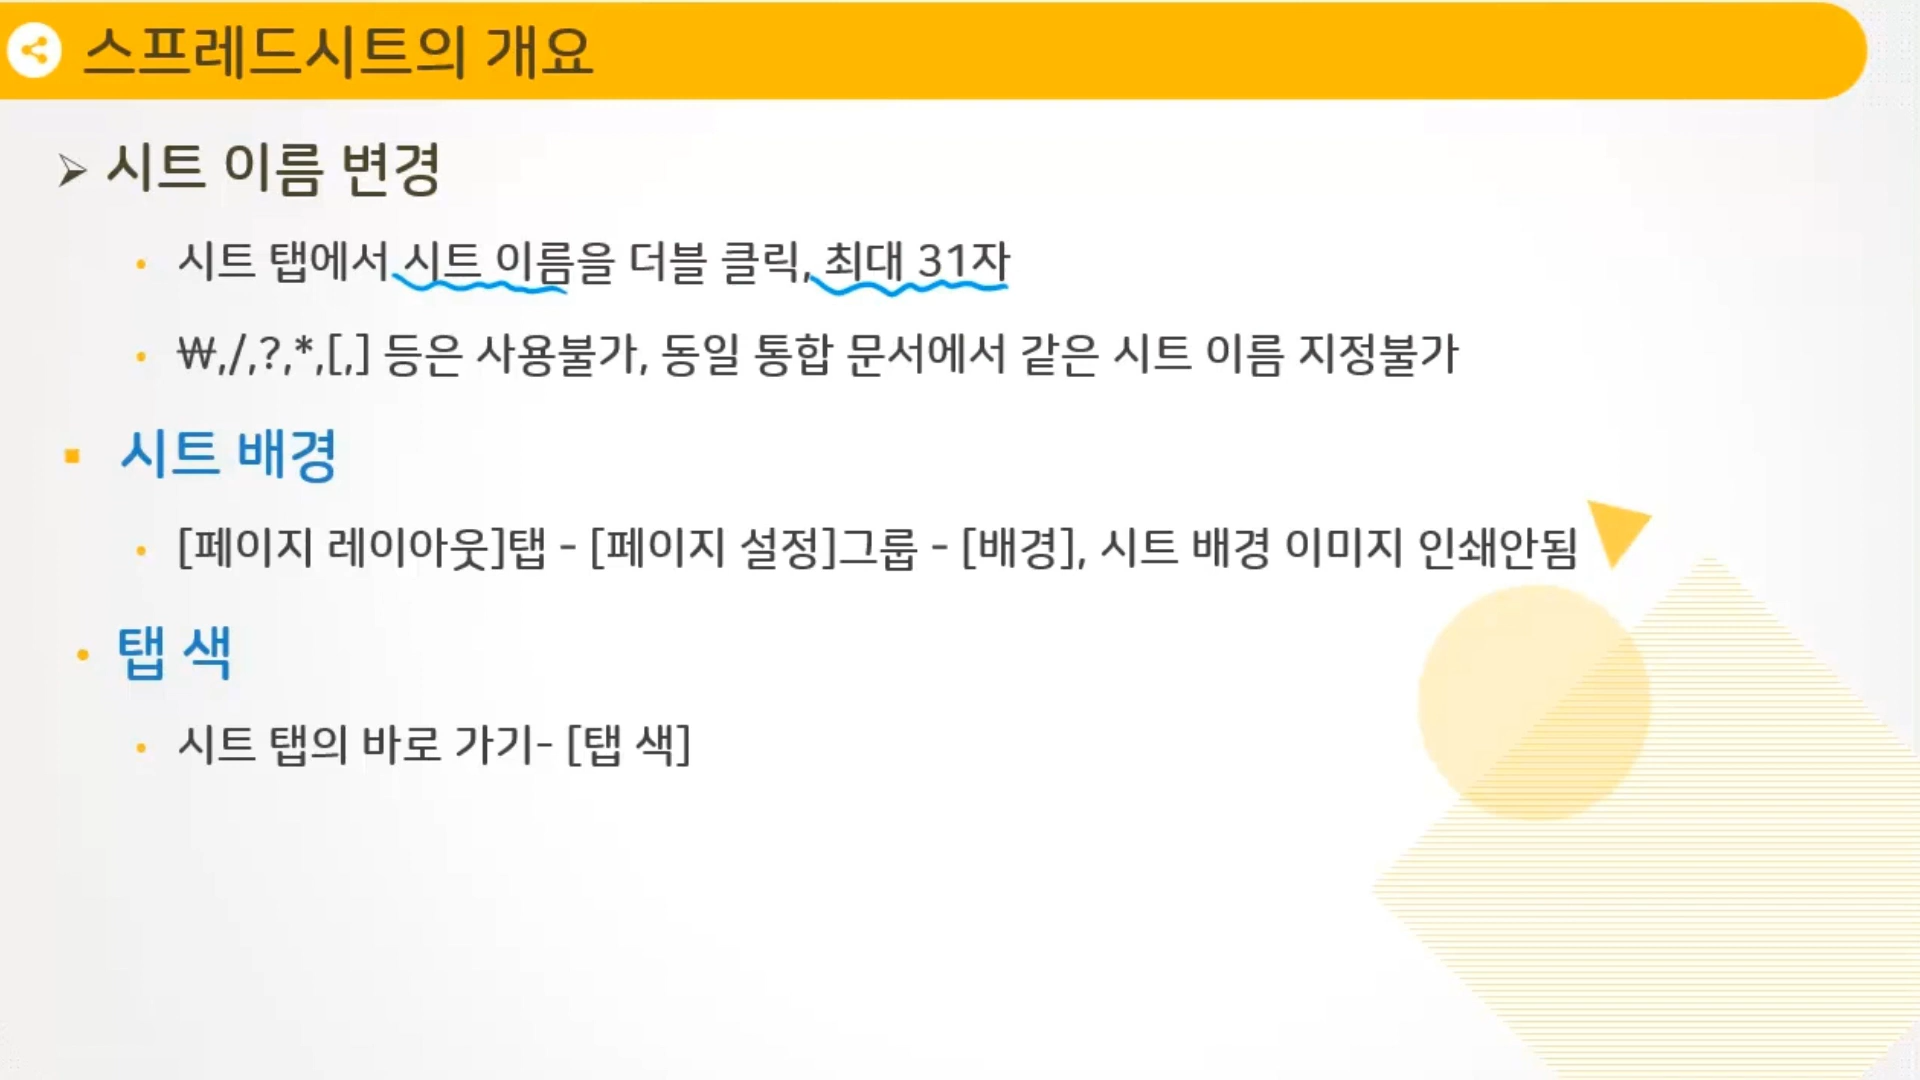 스프레드시트의 개요
➢ 시트 이름 변경
• 시트 탭에서 시트 이름을 더블 클릭, 최대 31자
• ₩,/,?,*,[,] 등은 사용불가, 동일 통합 문서에서 같은 시트 이름 지정불가
▪ 시트 배경
• [페이지 레이아웃]탭 – [페이지 설정]그룹 – [배경], 시트 배경 이미지 인쇄안됨
• 탭 색
• 시트 탭의 바로 가기– [탭 색]